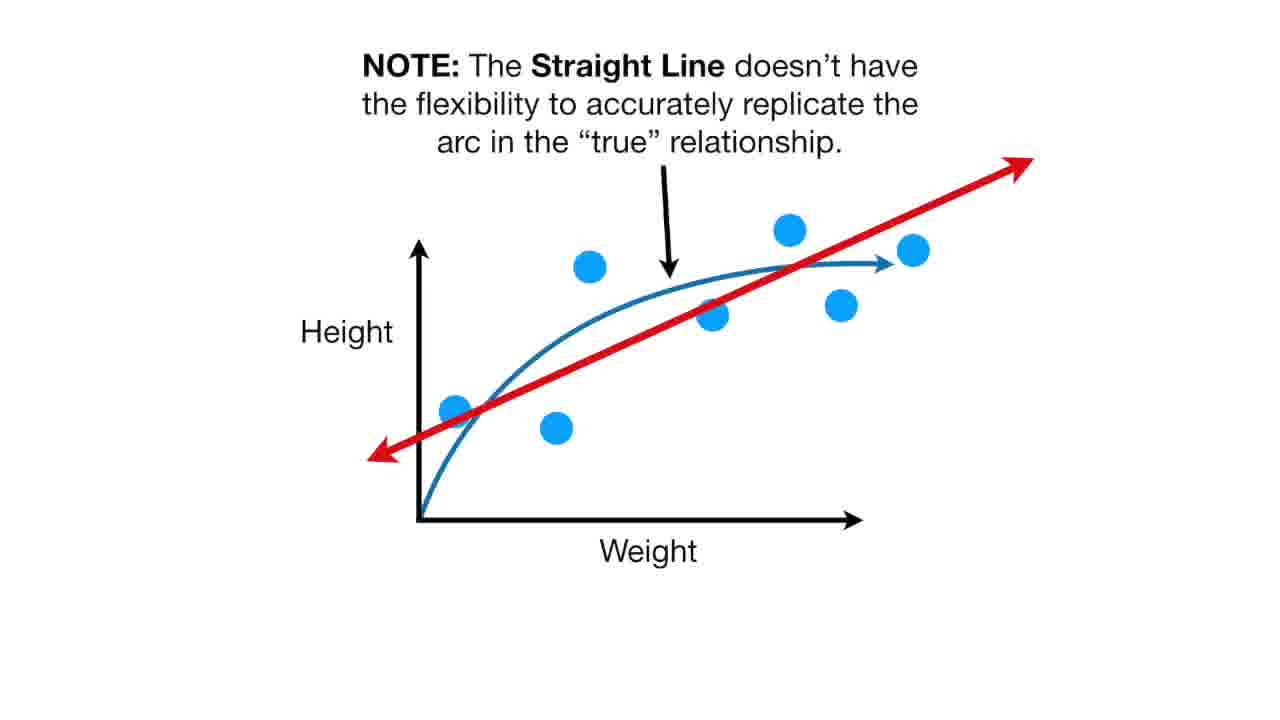 NOTE: The Straight Line doesn’t have
the flexibility to accurately replicate the
arc in the “true” relationship.
Height
Weight